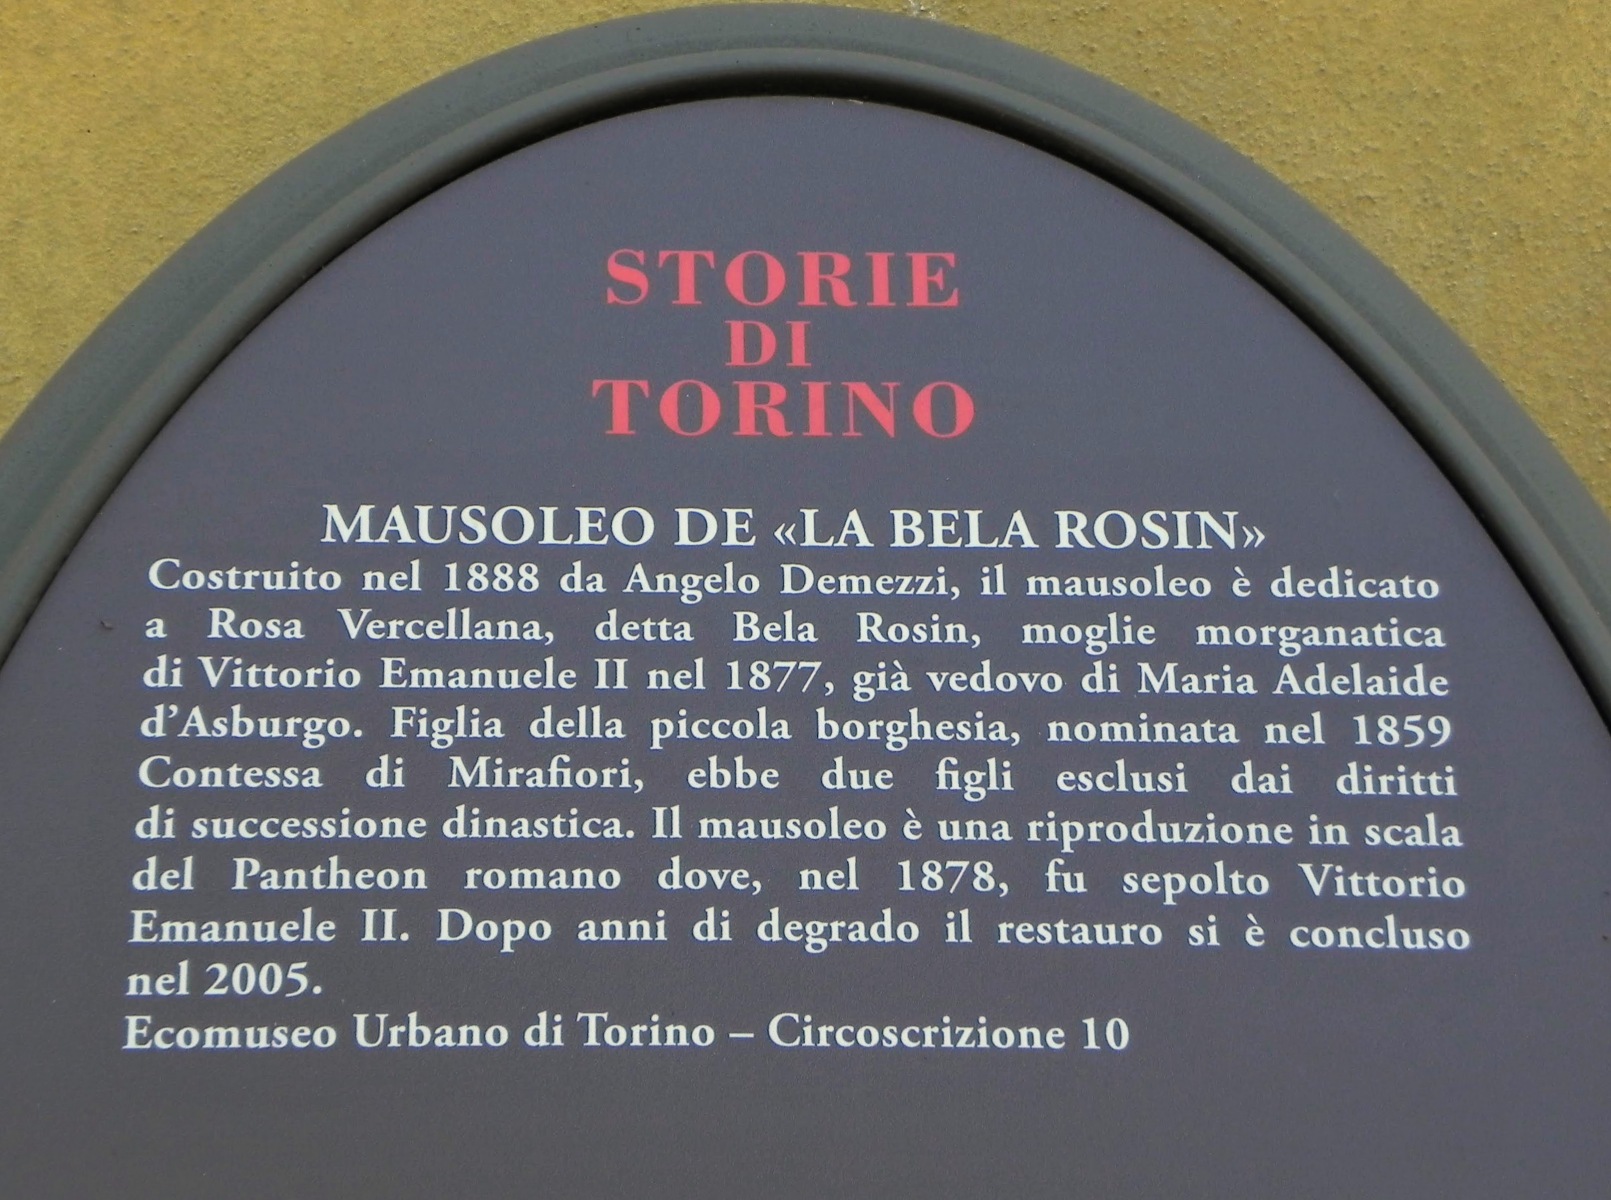 STORIE
DI
TORINO
MAUSOLEO DE «LA BELA ROSIN»
Costruito nel 1888 da Angelo Demezzi, il mausoleo è dedicato
a Rosa Vercellana, detta Bela Rosin, moglie morganatica
di Vittorio Emanuele II nel 1877, già vedovo di Maria Adelaide
d’Asburgo. Figlia della piccola borghesia, nominata nel 1859
Contessa di Mirafiori, ebbe due figli esclusi dai diritti
di successione dinastica. Il mausoleo è una riproduzione in scala
del Pantheon romano dove, nel 1878, fu sepolto Vittorio
Emanuele II. Dopo anni di degrado il restauro si è concluso
nel 2005.
Ecomuseo Urbano di Torino – Circoscrizione 10